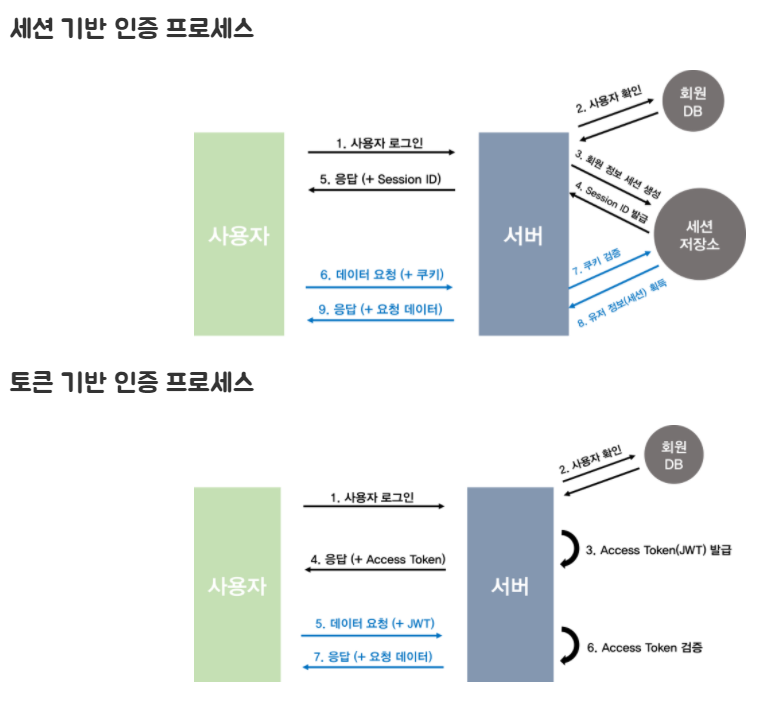 세션 기반 인증 프로세스
회원
DB
2. 사용자 확인
1. 사용자 로그인
3. 회원 정보 세션 생성
5. 응답 (+ Session ID)
4. Session ID 발급
사용자
서버
세션
저장소
7. 쿠키 검증
6. 데이터 요청 (+ 쿠키)
9. 응답 (+ 요청 데이터)
8. 유저 정보(세션) 획득
토큰 기반 인증 프로세스
회원
DB
2. 사용자 확인
1. 사용자 로그인
3. Access Token(JWT) 발급
4. 응답 (+ Access Token)
사용자
서버
5. 데이터 요청 (+ JWT)
6. Access Token 검증
7. 응답 (+ 요청 데이터)